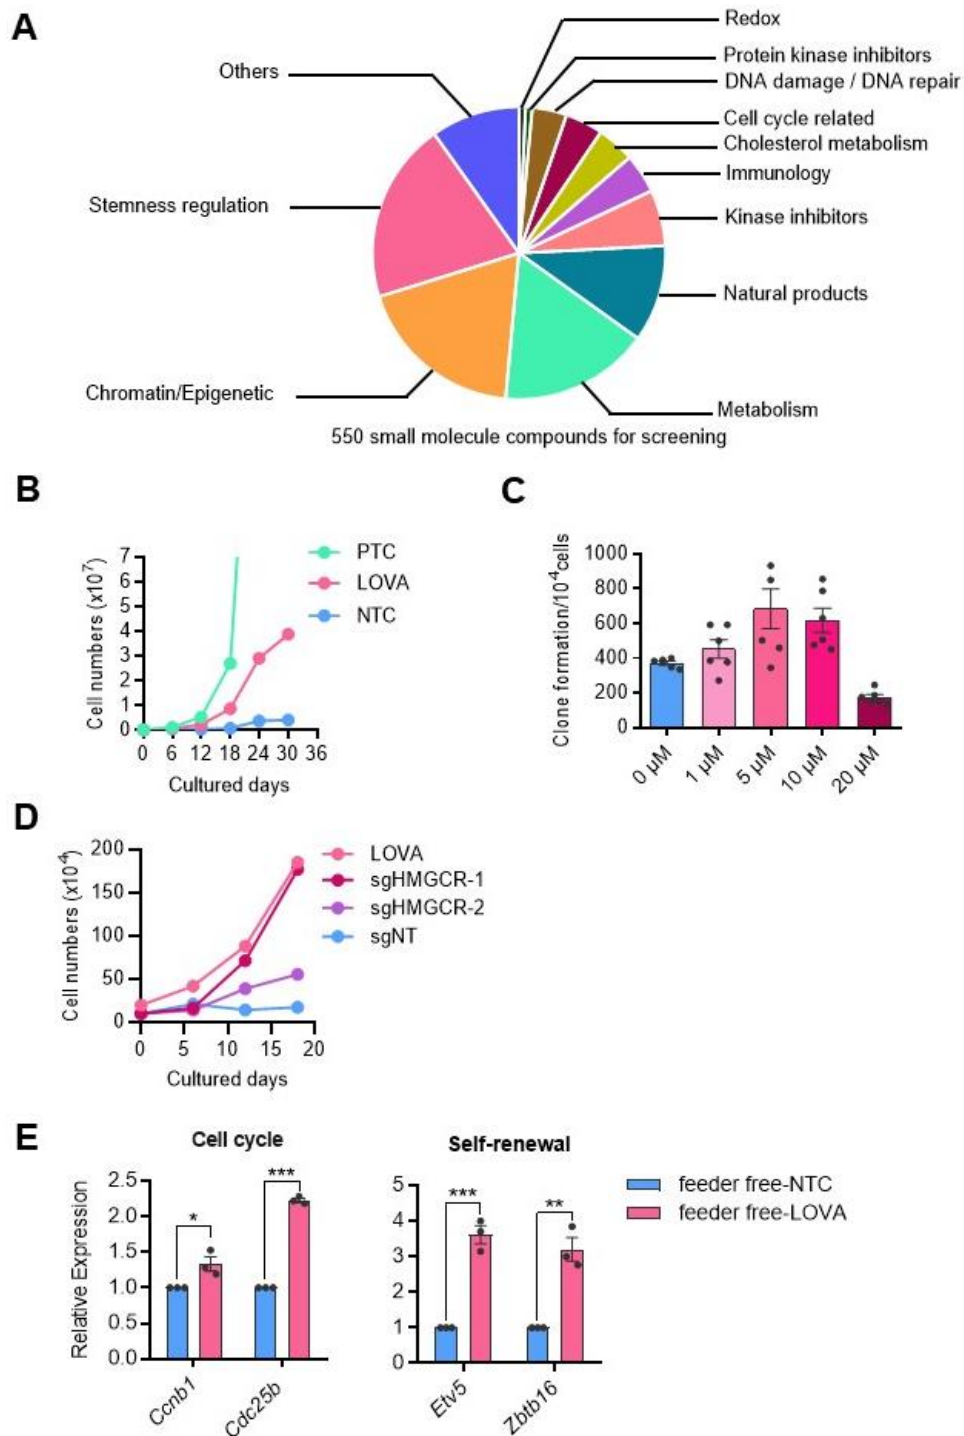 A
Redox
Protein kinase inhibitors
Others
DNA damage / DNA repair
Cell cycle related
Cholesterol metabolism
Immunology
Stemness regulation
Kinase inhibitors
Natural products
Chromatin/Epigenetic
Metabolism
550 small molecule compounds for screening
B
Cell numbers (x10⁷)
7
6
5
4
3
2
1
0
0 6 12 18 24 30 36
Cultured days
PTC
LOVA
NTC
C
Clone formation/10⁴cells
1000
800
600
400
200
0
0 µM 1 µM 5 µM 10 µM 20 µM
D
Cell numbers (x10⁴)
200
150
100
50
0
0 5 10 15 20
Cultured days
LOVA
sgHMGCR-1
sgHMGCR-2
sgNT
E
Cell cycle
Relative Expression
2.5
2.0
1.5
1.0
0.5
0.0
* ***
Ccnb1 Cdc25b
Self-renewal
5
4
3
2
1
0
*** **
Etv5 Zbtb16
feeder free-NTC
feeder free-LOVA